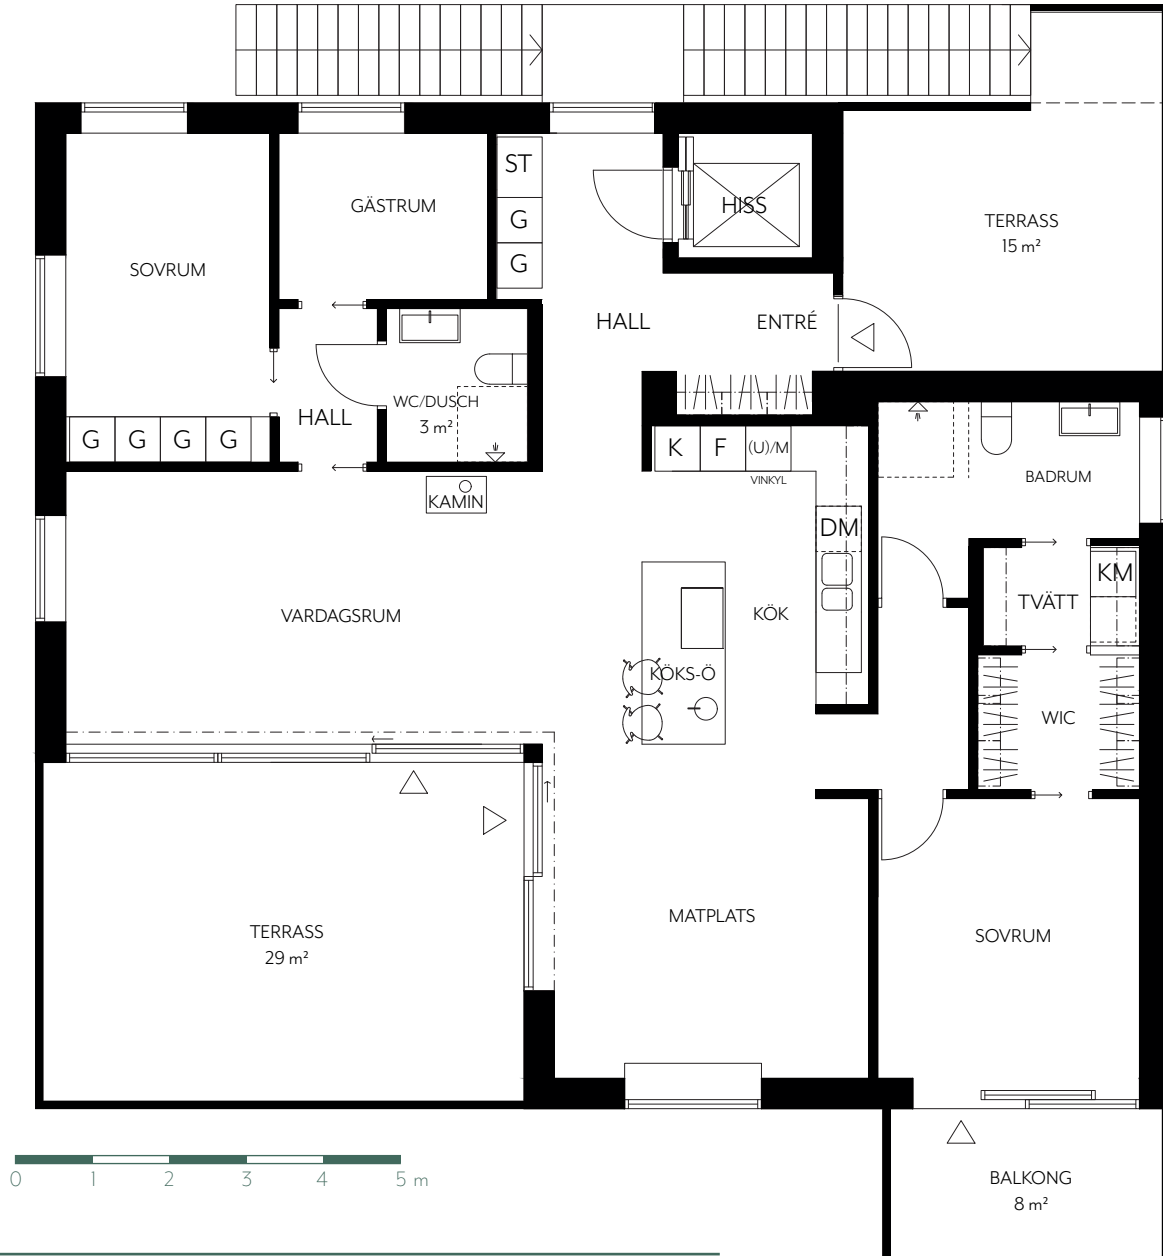 ST
G
G
GÄSTRUM
SOVRUM
HISS
TERRASS
15 m²
HALL
ENTRÉ
WC/DUSCH
3 m²
HALL
G G G G
K F (U)/M
VINKYL
KAMIN
BADRUM
DM
KM
TVÄTT
VARDAGSRUM
KÖK
KÖKS-Ö
WIC
MATPLATS
TERRASS
29 m²
SOVRUM
0 1 2 3 4 5 m
BALKONG
8 m²